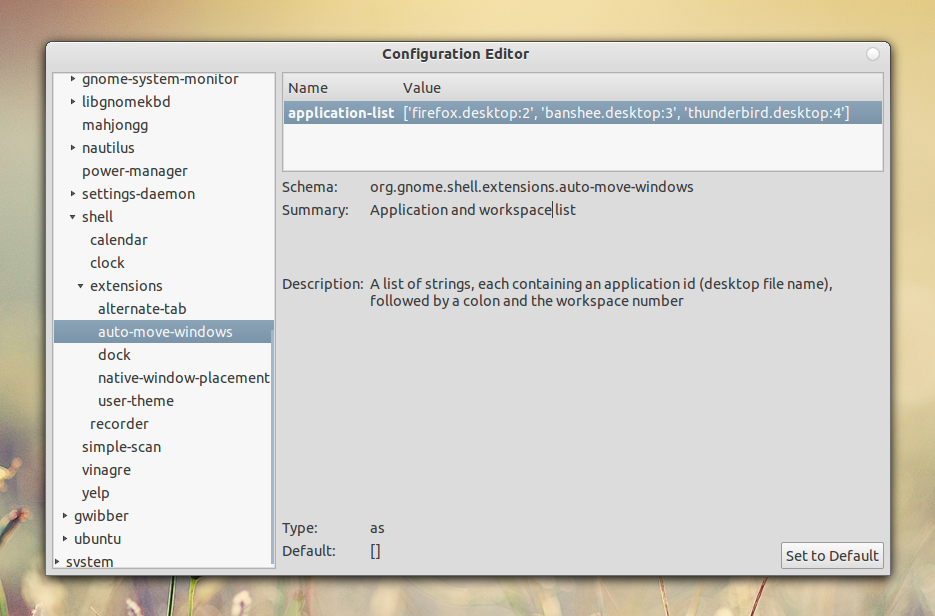 Configuration Editor
gnome-system-monitor
libgnomekbd
mahjongg
nautilus
power-manager
settings-daemon
shell
calendar
clock
extensions
alternate-tab
auto-move-windows
dock
native-window-placement
user-theme
recorder
simple-scan
vinagre
yelp
gwibber
ubuntu
system
Name Value
application-list ['firefox.desktop:2', 'banshee.desktop:3', 'thunderbird.desktop:4']
Schema: org.gnome.shell.extensions.auto-move-windows
Summary: Application and workspace list
Description: A list of strings, each containing an application id (desktop file name),
followed by a colon and the workspace number
Type: as
Default: []
Set to Default